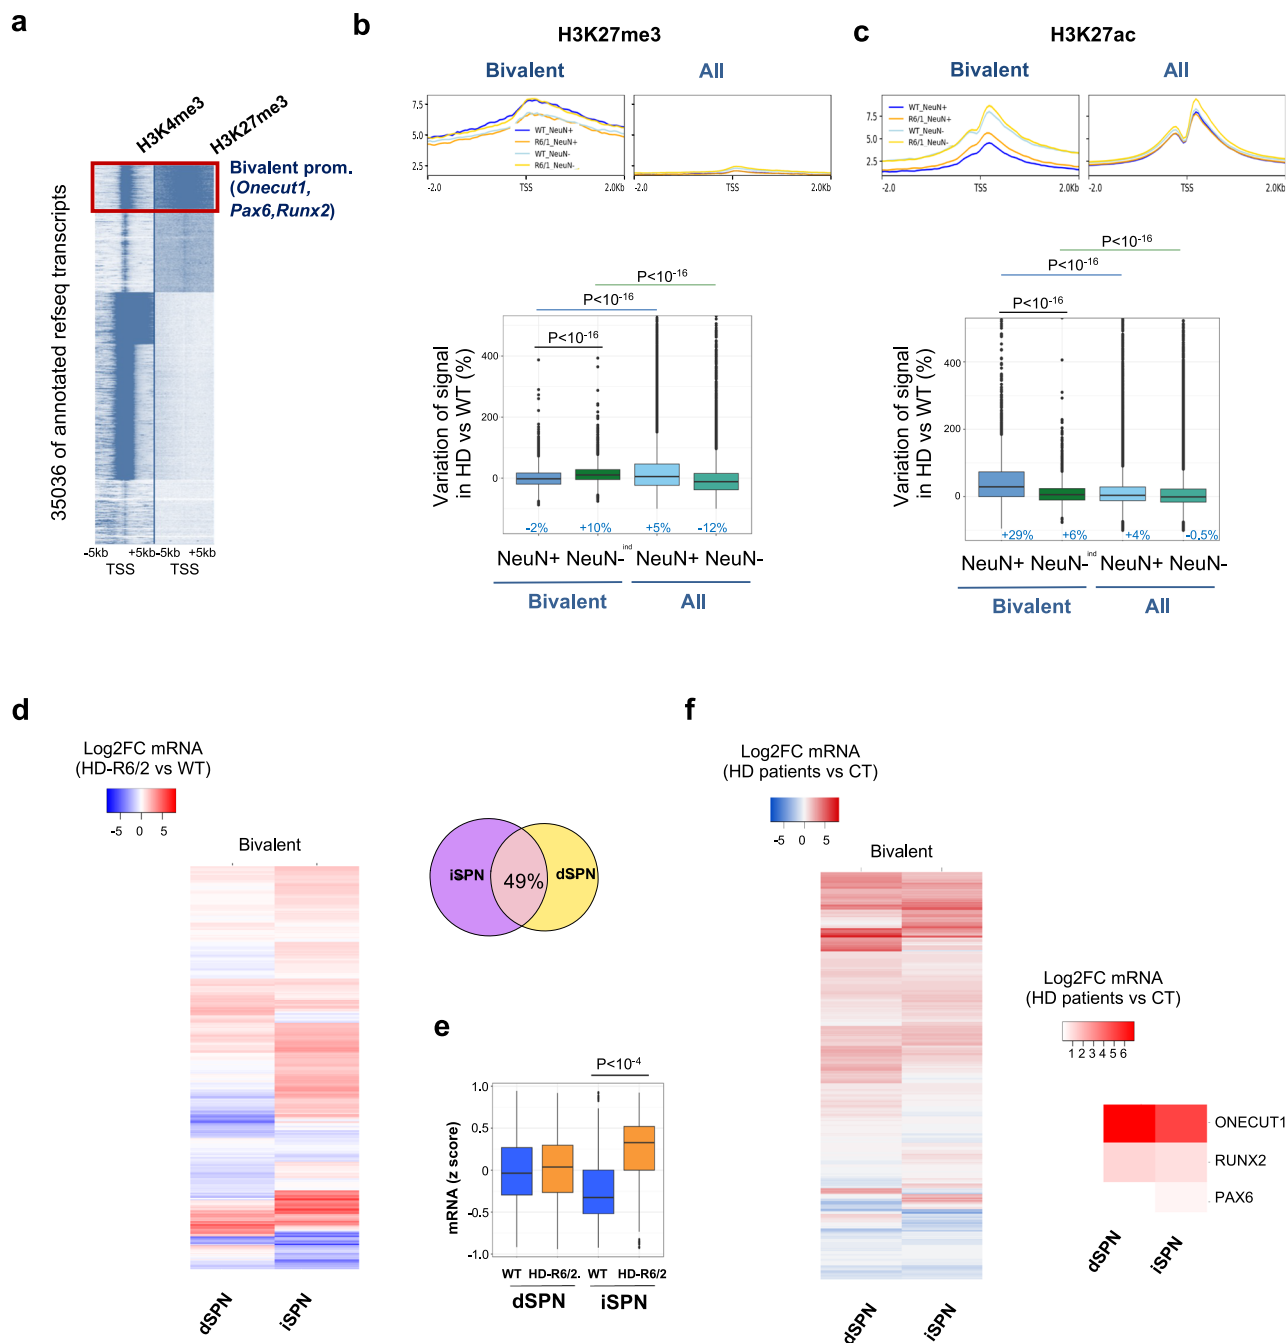 a
H3K4me3
H3K27me3
Bivalent prom.
(Onecut1,
Pax6,Runx2)
35036 of annotated refseq transcripts
-5kb +5kb -5kb +5kb
TSS TSS
b
H3K27me3
Bivalent All
7.5
5.0
2.5
WT_NeuN+
R6/1_NeuN+
WT_NeuN-
R6/1_NeuN-
-2.0 TSS 2.0Kb -2.0 TSS 2.0Kb
P<10-16
P<10-16
P<10-16
Variation of signal
in HD vs WT (%)
400
200
0
-2% +10% +5% -12%
NeuN+ NeuN- ind NeuN+ NeuN-
Bivalent All
c
H3K27ac
Bivalent All
7.5
5.0
2.5
WT_NeuN+
R6/1_NeuN+
WT_NeuN-
R6/1_NeuN-
-2.0 TSS 2.0Kb -2.0 TSS 2.0Kb
P<10-16
P<10-16
P<10-16
Variation of signal
in HD vs WT (%)
400
200
0
+29% +6% +4% -0.5%
NeuN+ NeuN- ind NeuN+ NeuN-
Bivalent All
d
Log2FC mRNA
(HD-R6/2 vs WT)
-5 0 5
Bivalent
dSPN iSPN
iSPN 49% dSPN
e
P<10-4
mRNA (z score)
1.0
0.5
0
-0.5
-1.0
WT HD-R6/2. WT HD-R6/2
dSPN iSPN
f
Log2FC mRNA
(HD patients vs CT)
-5 0 5
Bivalent
dSPN iSPN
Log2FC mRNA
(HD patients vs CT)
1 2 3 4 5 6
ONECUT1
RUNX2
PAX6
dSPN iSPN